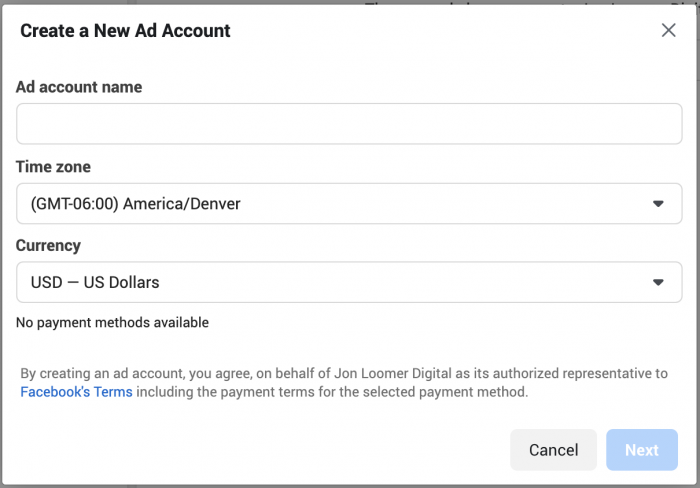 Create a New Ad Account
Ad account name
Time zone
(GMT-06:00) America/Denver
Currency
USD — US Dollars
No payment methods available
By creating an ad account, you agree, on behalf of Jon Loomer Digital as its authorized representative to
Facebook's Terms including the payment terms for the selected payment method.
Cancel
Next